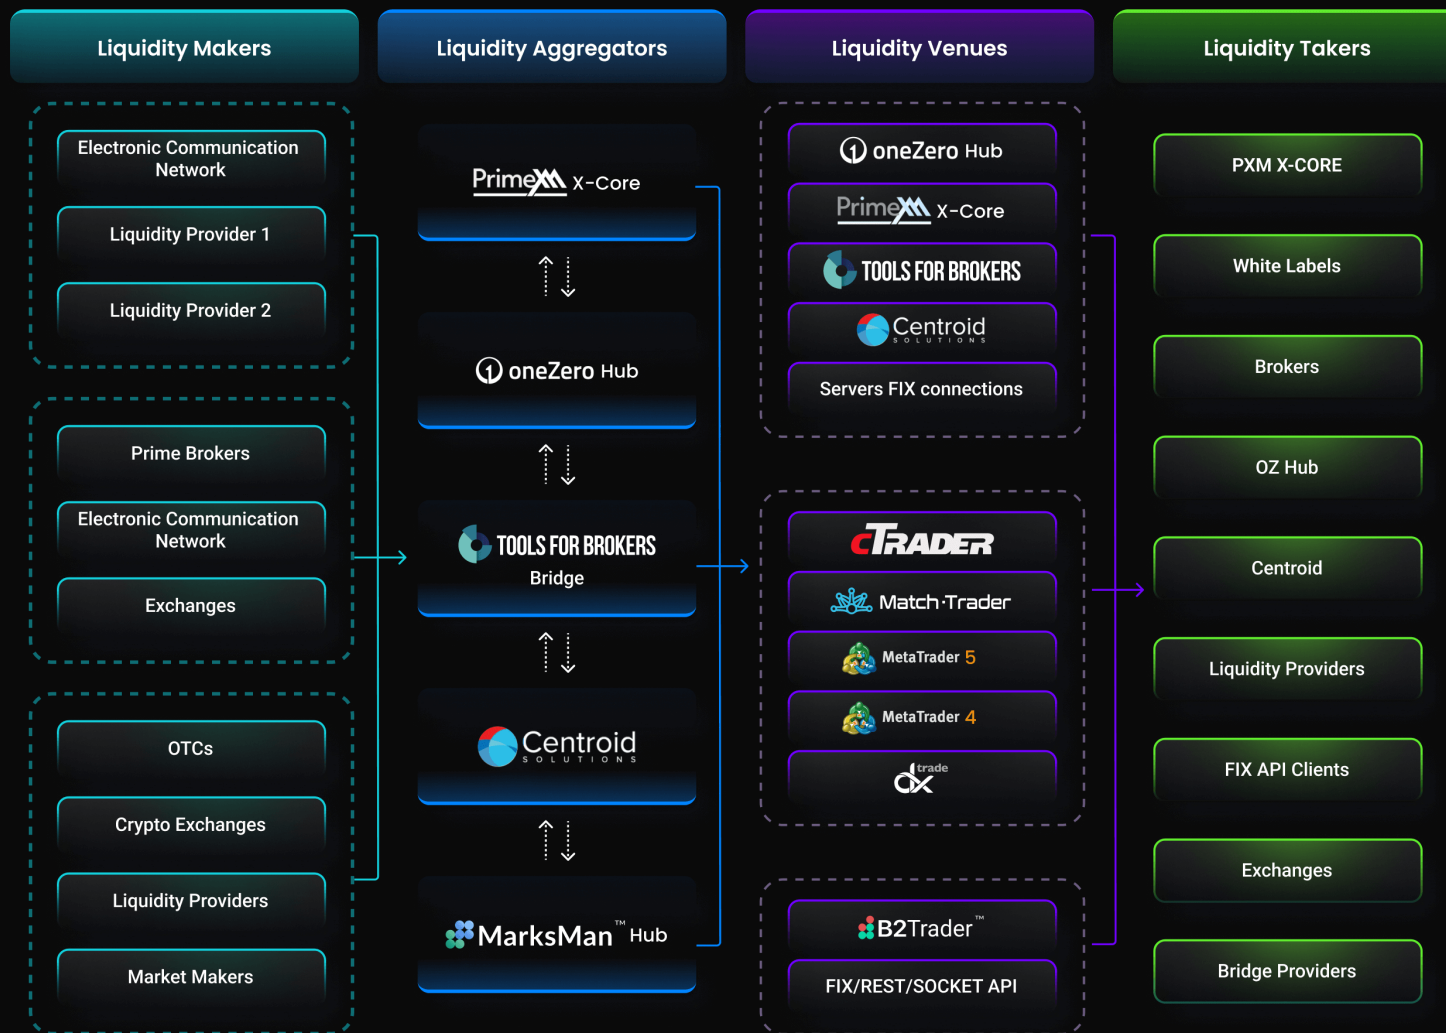 Liquidity Makers
Electronic Communication
Network
Liquidity Provider 1
Liquidity Provider 2
Prime Brokers
Electronic Communication
Network
Exchanges
OTCs
Crypto Exchanges
Liquidity Providers
Market Makers
Liquidity Aggregators
PrimeXM X-Core
oneZero Hub
TOOLS FOR BROKERS
Bridge
Centroid
SOLUTIONS
MarksMan™ Hub
Liquidity Venues
oneZero Hub
PrimeXM X-Core
TOOLS FOR BROKERS
Centroid
SOLUTIONS
Servers FIX connections
cTRADER
Match-Trader
MetaTrader 5
MetaTrader 4
dx trade
B2Trader™
FIX/REST/SOCKET API
Liquidity Takers
PXM X-CORE
White Labels
Brokers
OZ Hub
Centroid
Liquidity Providers
FIX API Clients
Exchanges
Bridge Providers